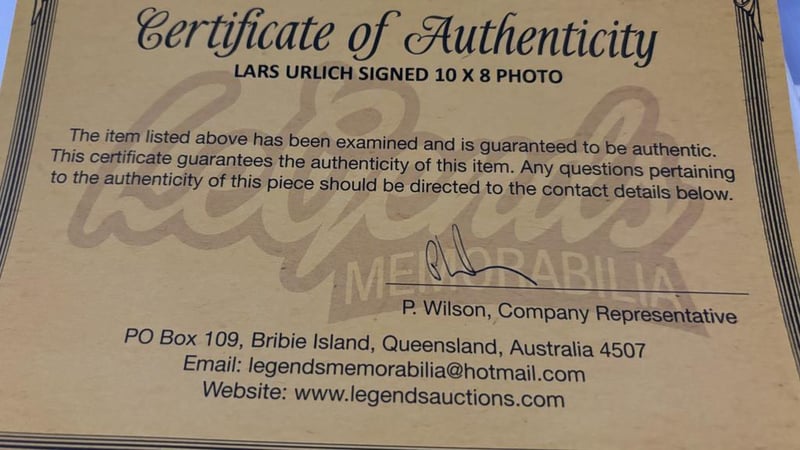 Certificate of Authenticity
LARS URLICH SIGNED 10 X 8 PHOTO
Legends
MEMORABILIA
The item listed above has been examined and is guaranteed to be authentic.
This certificate guarantees the authenticity of this item. Any questions pertaining
to the authenticity of this piece should be directed to the contact details below.
P. Wilson, Company Representative
PO Box 109, Bribie Island, Queensland, Australia 4507
Email: legendsmemorabilia@hotmail.com
Website: www.legendsauctions.com